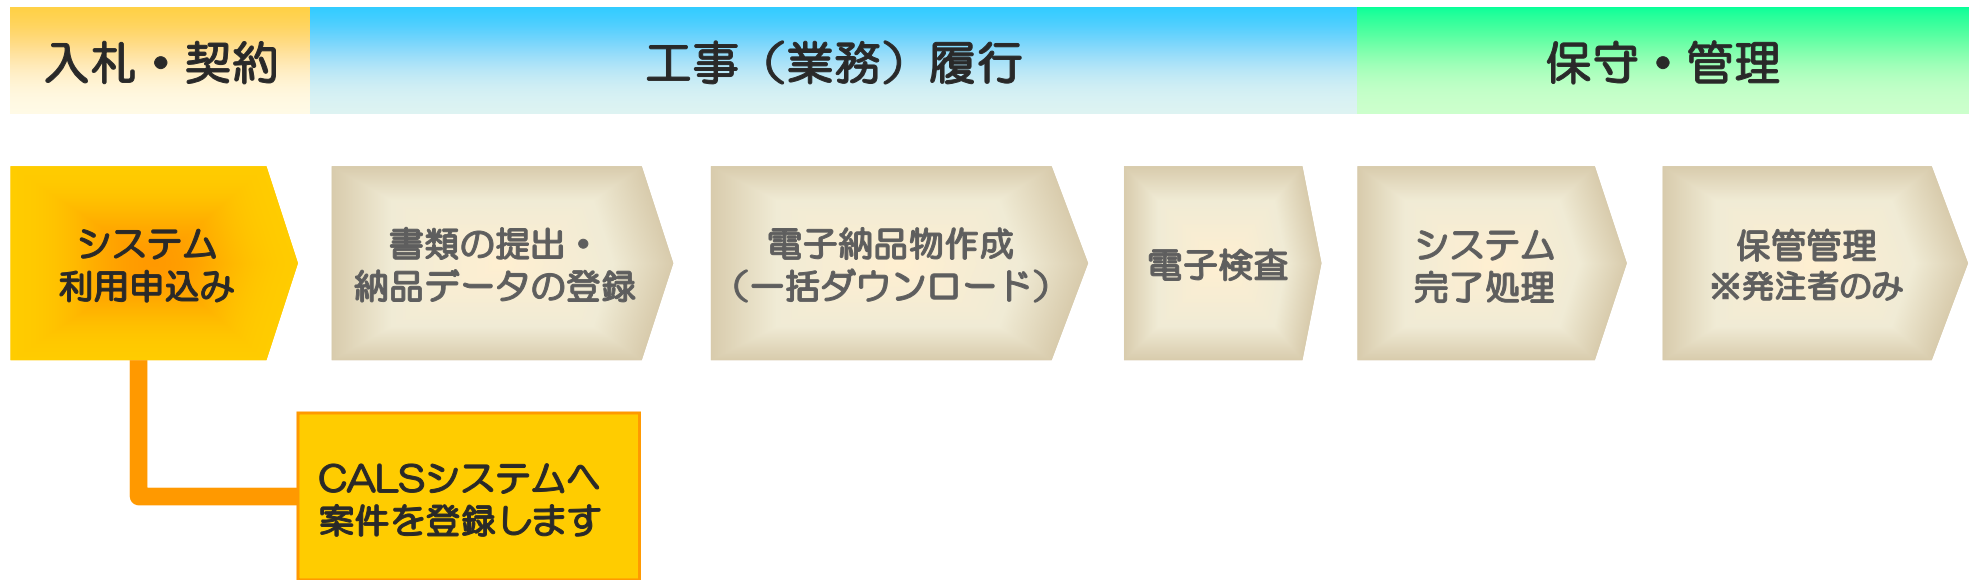 入札・契約
工事（業務）履行
保守・管理
システム
利用申込み
書類の提出・
納品データの登録
電子納品物作成
（一括ダウンロード）
電子検査
システム
完了処理
保管管理
※発注者のみ
CALSシステムへ
案件を登録します